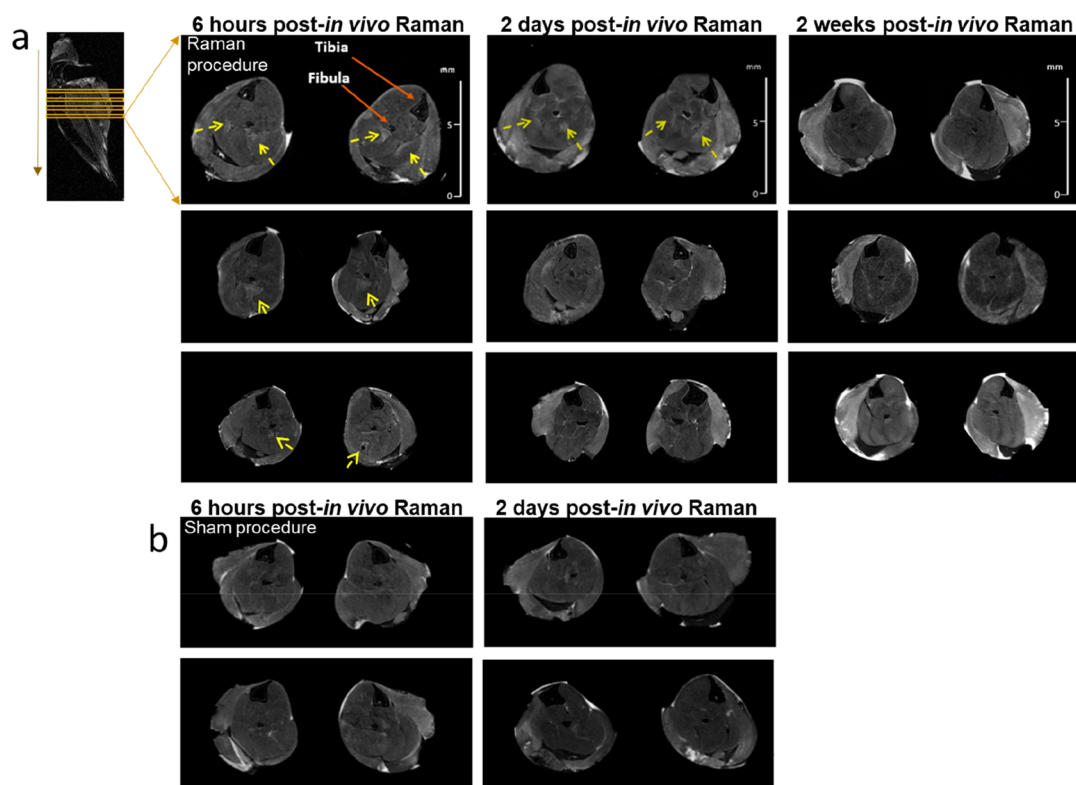 a
6 hours post-in vivo Raman
2 days post-in vivo Raman
2 weeks post-in vivo Raman
Raman
procedure
Tibia
Fibula
mm
5
0
mm
5
0
mm
5
0
b
6 hours post-in vivo Raman
2 days post-in vivo Raman
Sham procedure